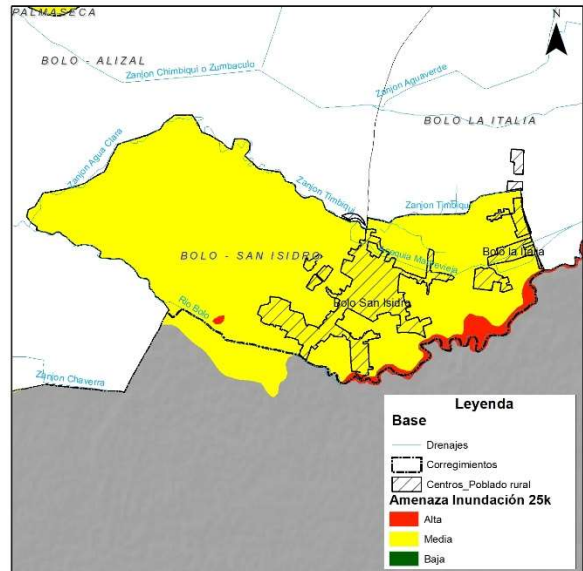 PALMASECA
N
BOLO - ALIZAL
Zanjon Chimbiqui o Zumbaculo
Zanjon Aguaverde
BOLO LA ITALIA
Zanjon Agua Clara
Zanjon Timbiqui
Zanjon Timbiqui
BOLO - SAN ISIDRO
Bolo la Italia
Bolo San Isidro
Rio Bolo
Zanjon Chaverra
Leyenda
Base
Drenajes
Corregimientos
Centros_Poblado rural
Amenaza Inundación 25k
Alta
Media
Baja